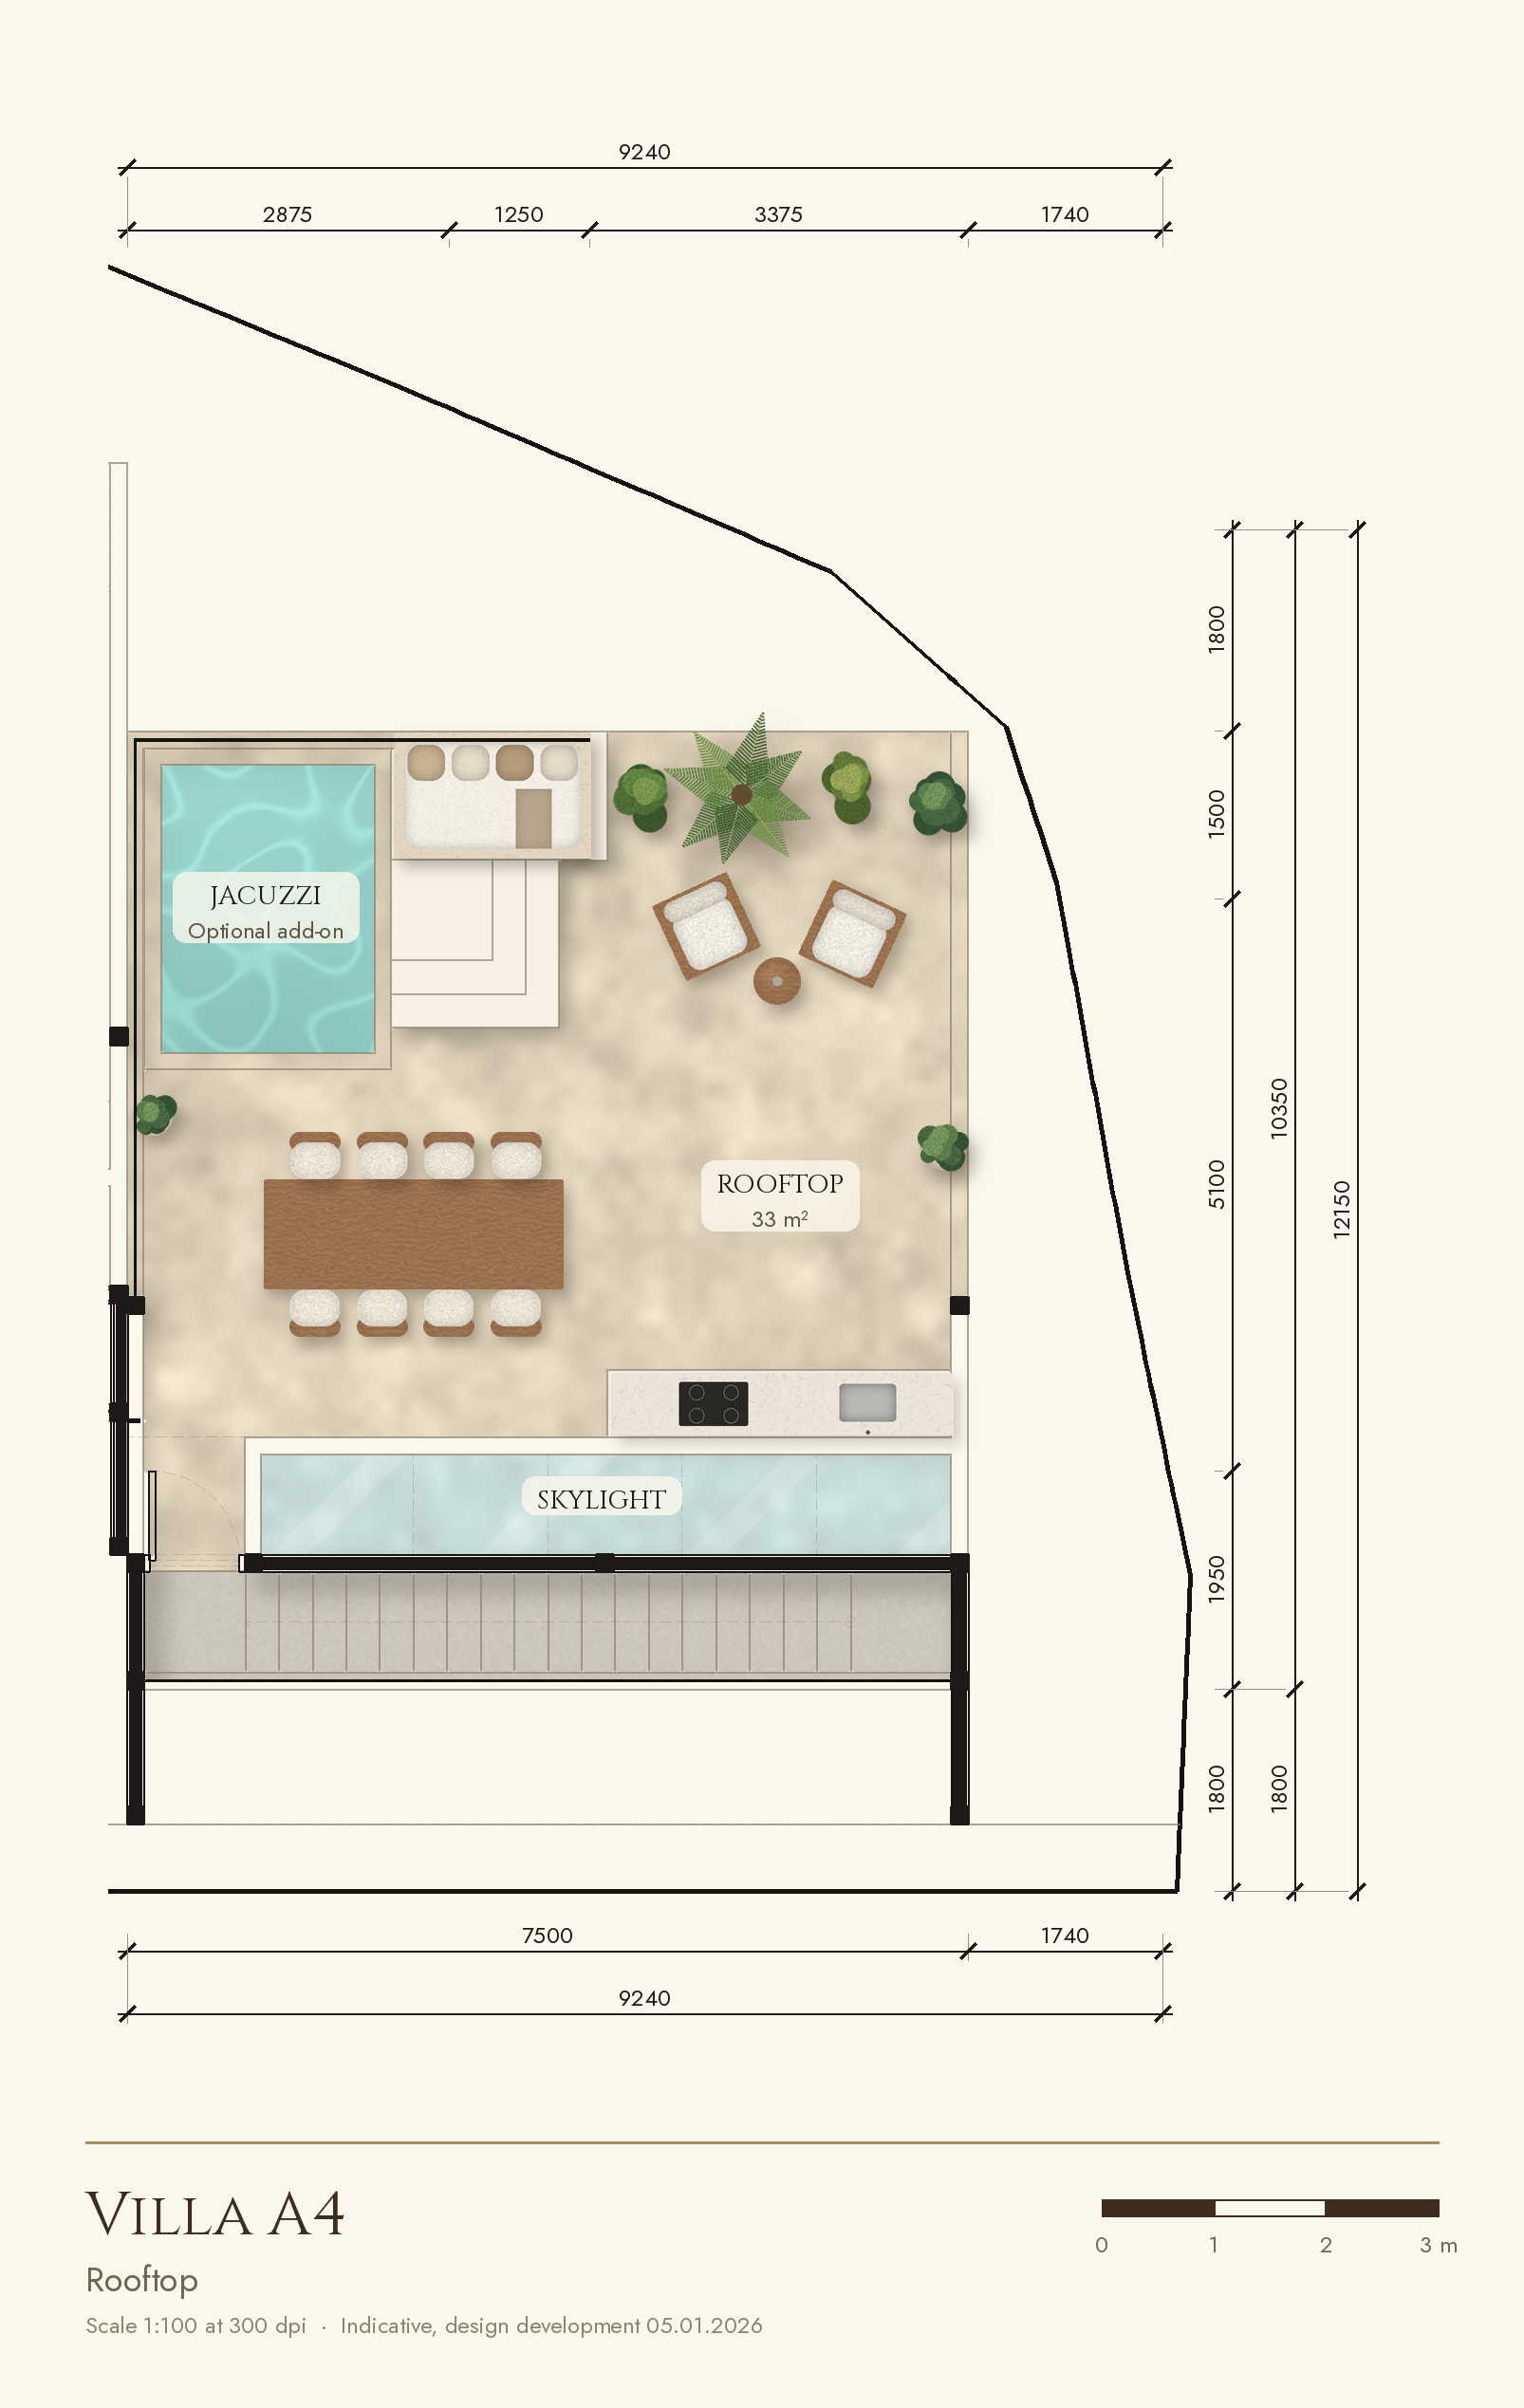 9240
2875 1250 3375 1740
1800
1500
5100
1950
1800
10350
1800
12150
JACUZZI
Optional add-on
ROOFTOP
33 m²
SKYLIGHT
7500 1740
9240
VILLA A4
Rooftop
Scale 1:100 at 300 dpi · Indicative, design development 05.01.2026
0 1 2 3 m